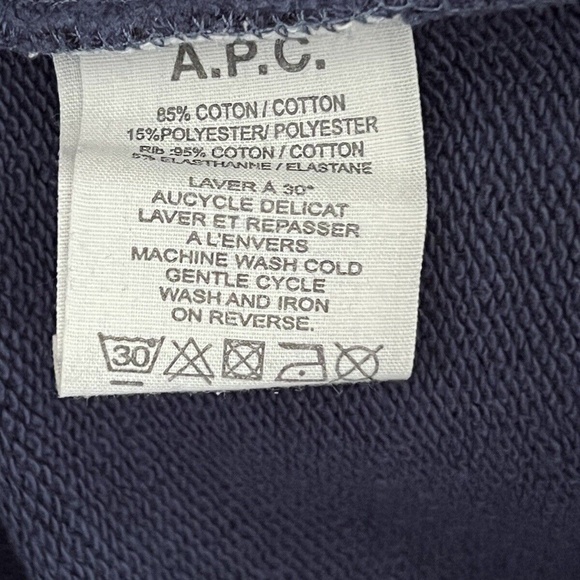 A.P.C.
85% COTON / COTTON
15%POLYESTER/ POLYESTER
Rib :95% COTON / COTTON
5% ELASTHANNE / ELASTANE
LAVER À 30°
AUCYCLE DELICAT
LAVER ET REPASSER
A L'ENVERS
MACHINE WASH COLD
GENTLE CYCLE
WASH AND IRON
ON REVERSE.
30°